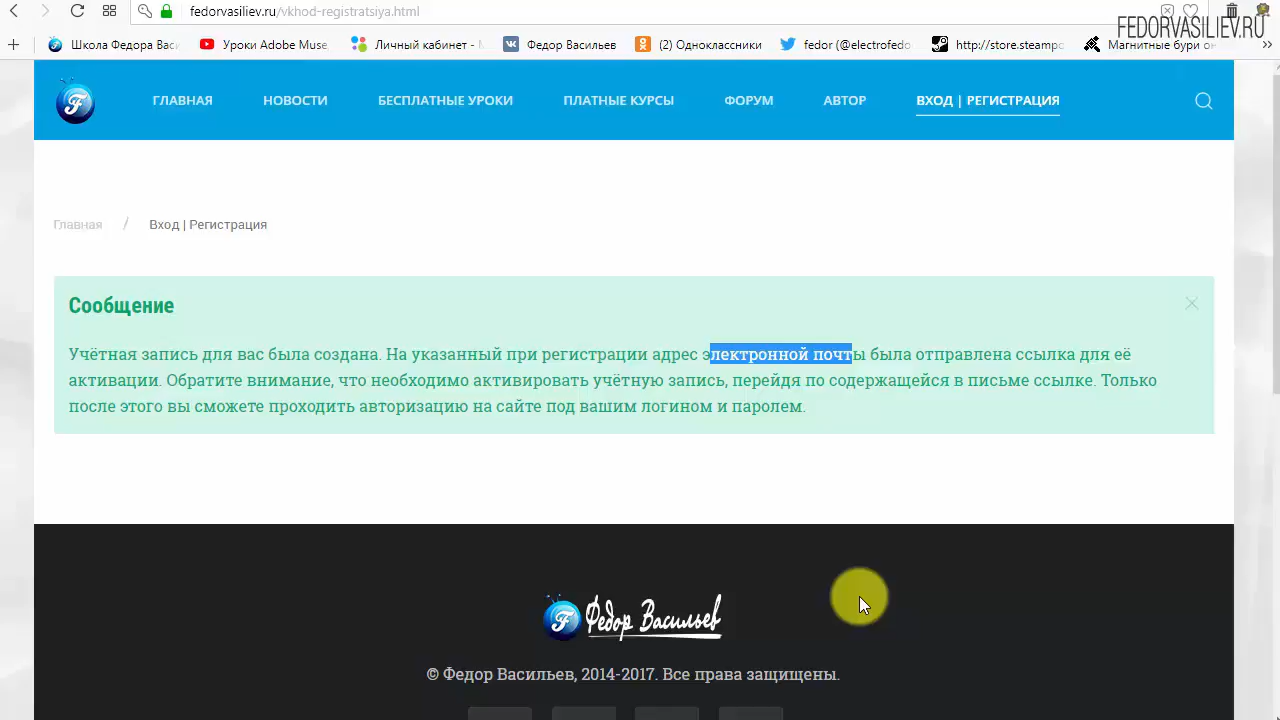 fedorvasiliev.ru/vkhod-registratsiya.html
FEDORVASILIEV.RU
Школа Федора Васи Уроки Adobe Muse, Личный кабинет - М Федор Васильев (2) Одноклассники fedor (@electrofedo http://store.steampo Магнитные бури он
ГЛАВНАЯ НОВОСТИ БЕСПЛАТНЫЕ УРОКИ ПЛАТНЫЕ КУРСЫ ФОРУМ АВТОР ВХОД | РЕГИСТРАЦИЯ
Главная / Вход | Регистрация
Сообщение
Учётная запись для вас была создана. На указанный при регистрации адрес электронной почты была отправлена ссылка для её
активации. Обратите внимание, что необходимо активировать учётную запись, перейдя по содержащейся в письме ссылке. Только
после этого вы сможете проходить авторизацию на сайте под вашим логином и паролем.
F Федор Васильев
© Федор Васильев, 2014-2017. Все права защищены.